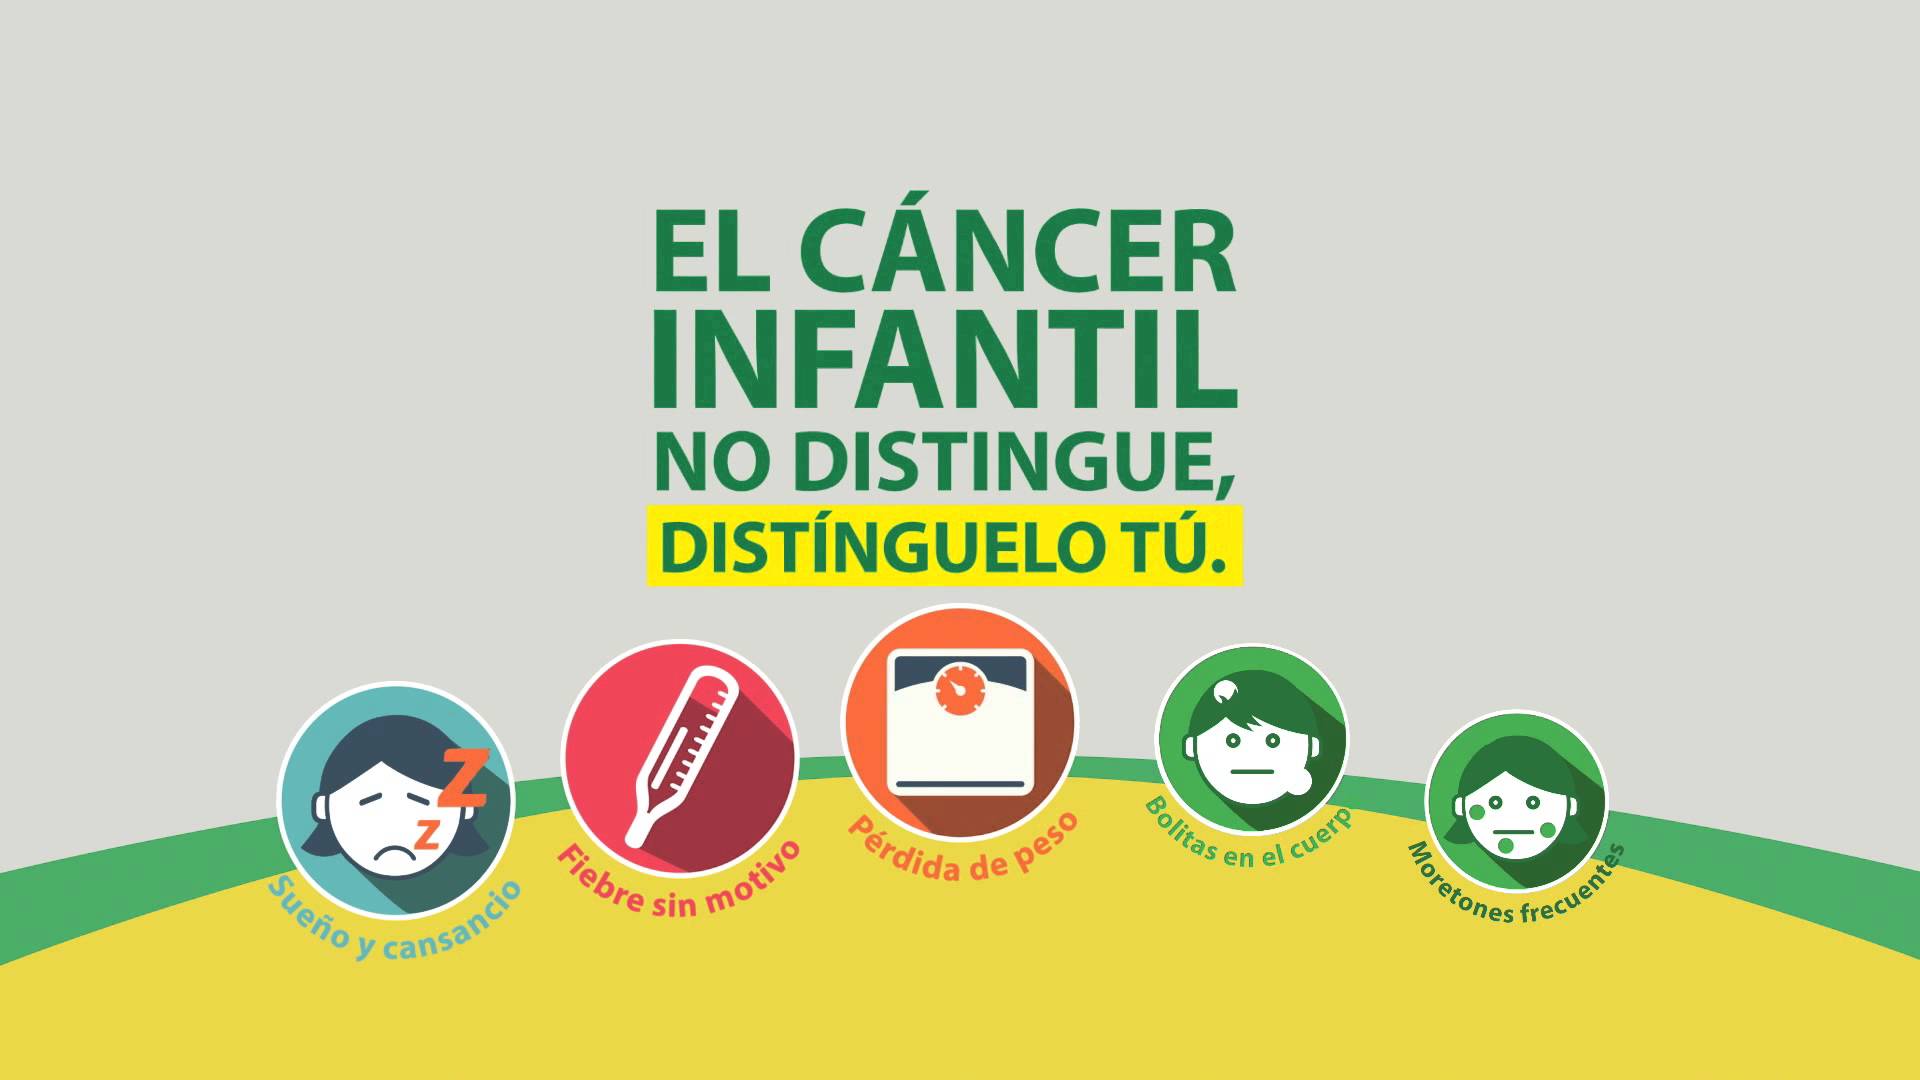 EL CÁNCER
INFANTIL
NO DISTINGUE,
DISTÍNGUELO TÚ.
Z
Z
Sueño y cansancio
Fiebre sin motivo
Pérdida de peso
Bolitas en el cuerp
Moretones frecuentes